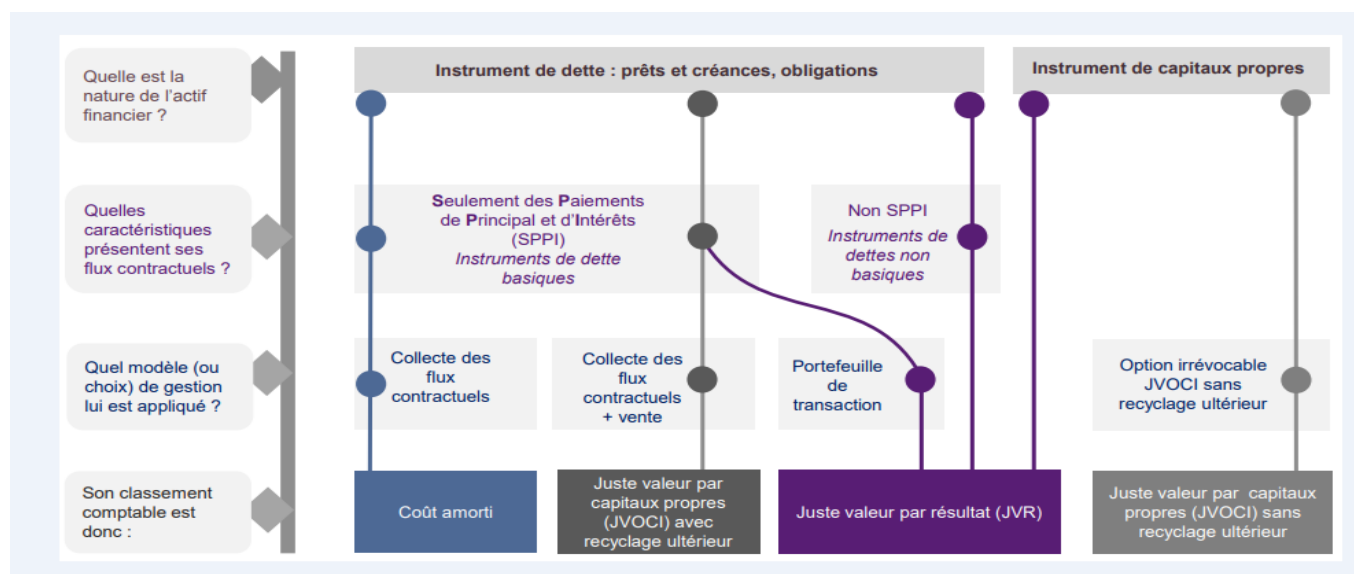 Quelle est la
nature de l'actif
financier ?
Instrument de dette : prêts et créances, obligations
Instrument de capitaux propres
Quelles
caractéristiques
présentent ses
flux contractuels ?
Seulement des Paiements
de Principal et d'Intérêts
(SPPI)
Instruments de dette
basiques
Non SPPI
Instruments de
dettes non
basiques
Quel modèle (ou
choix) de gestion
lui est appliqué ?
Collecte des
flux
contractuels
Collecte des
flux
contractuels
+ vente
Portefeuille
de
transaction
Option irrévocable
JVOCI sans
recyclage ultérieur
Son classement
comptable est
donc :
Coût amorti
Juste valeur par
capitaux propres
(JVOCI) avec
recyclage ultérieur
Juste valeur par résultat (JVR)
Juste valeur par capitaux
propres (JVOCI) sans
recyclage ultérieur